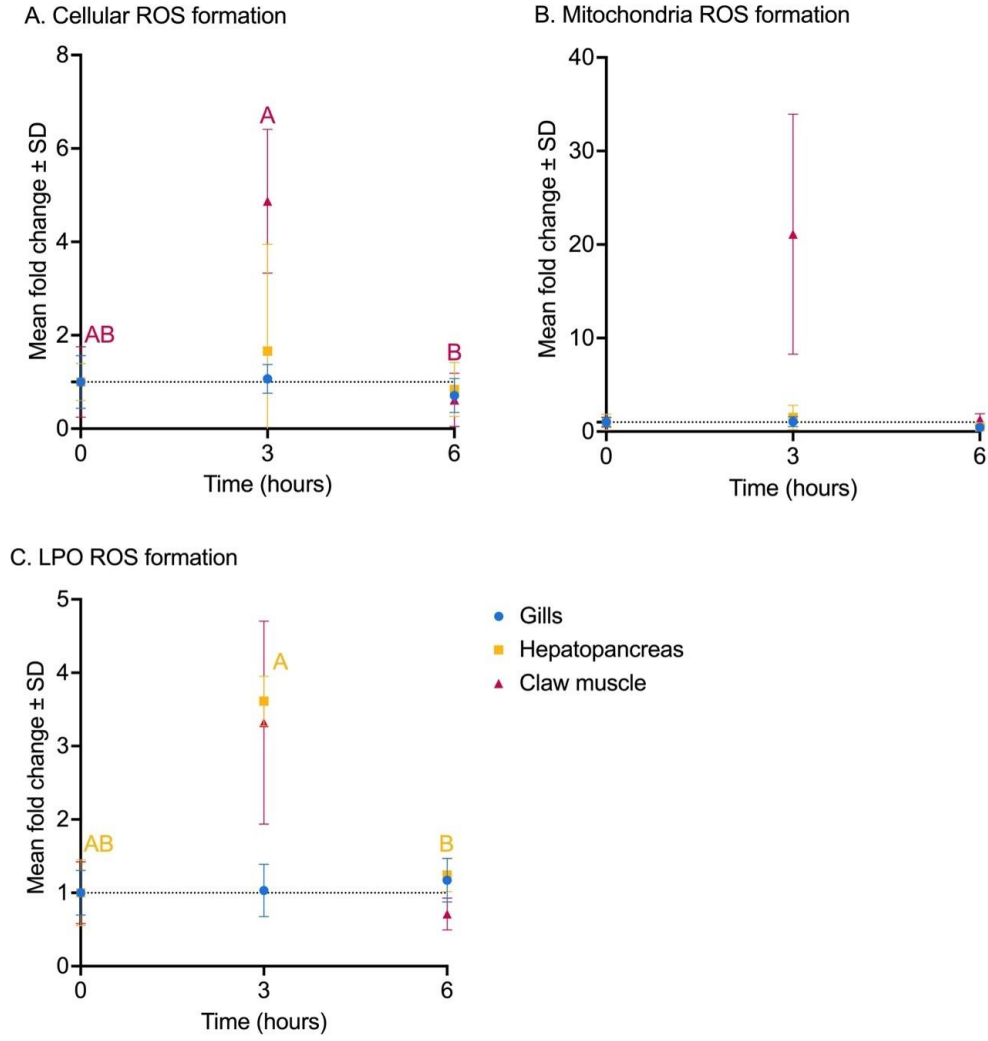 A. Cellular ROS formation
Mean fold change ± SD
8
6
4
2
0
AB
A
B
0
3
6
Time (hours)
B. Mitochondria ROS formation
Mean fold change ± SD
40
30
20
10
0
0
3
6
Time (hours)
C. LPO ROS formation
Mean fold change ± SD
5
4
3
2
1
0
AB
A
B
0
3
6
Time (hours)
Gills
Hepatopancreas
Claw muscle